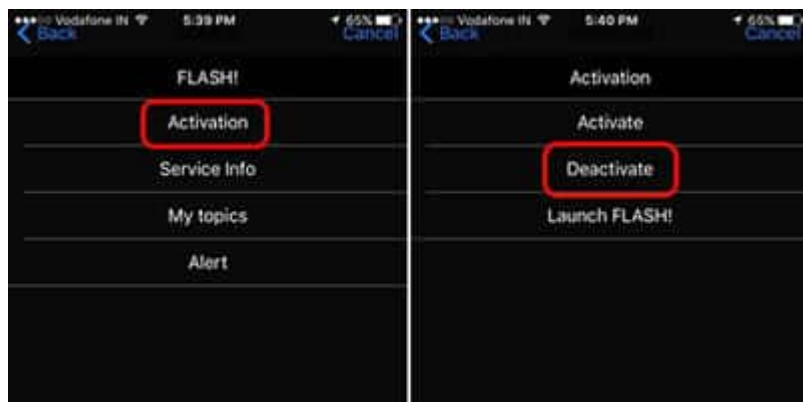 Vodafone IN 5:39 PM 65%
Back Cancel
FLASH!
Activation
Service Info
My topics
Alert
Vodafone IN 5:40 PM 65%
Back Cancel
Activation
Activate
Deactivate
Launch FLASH!